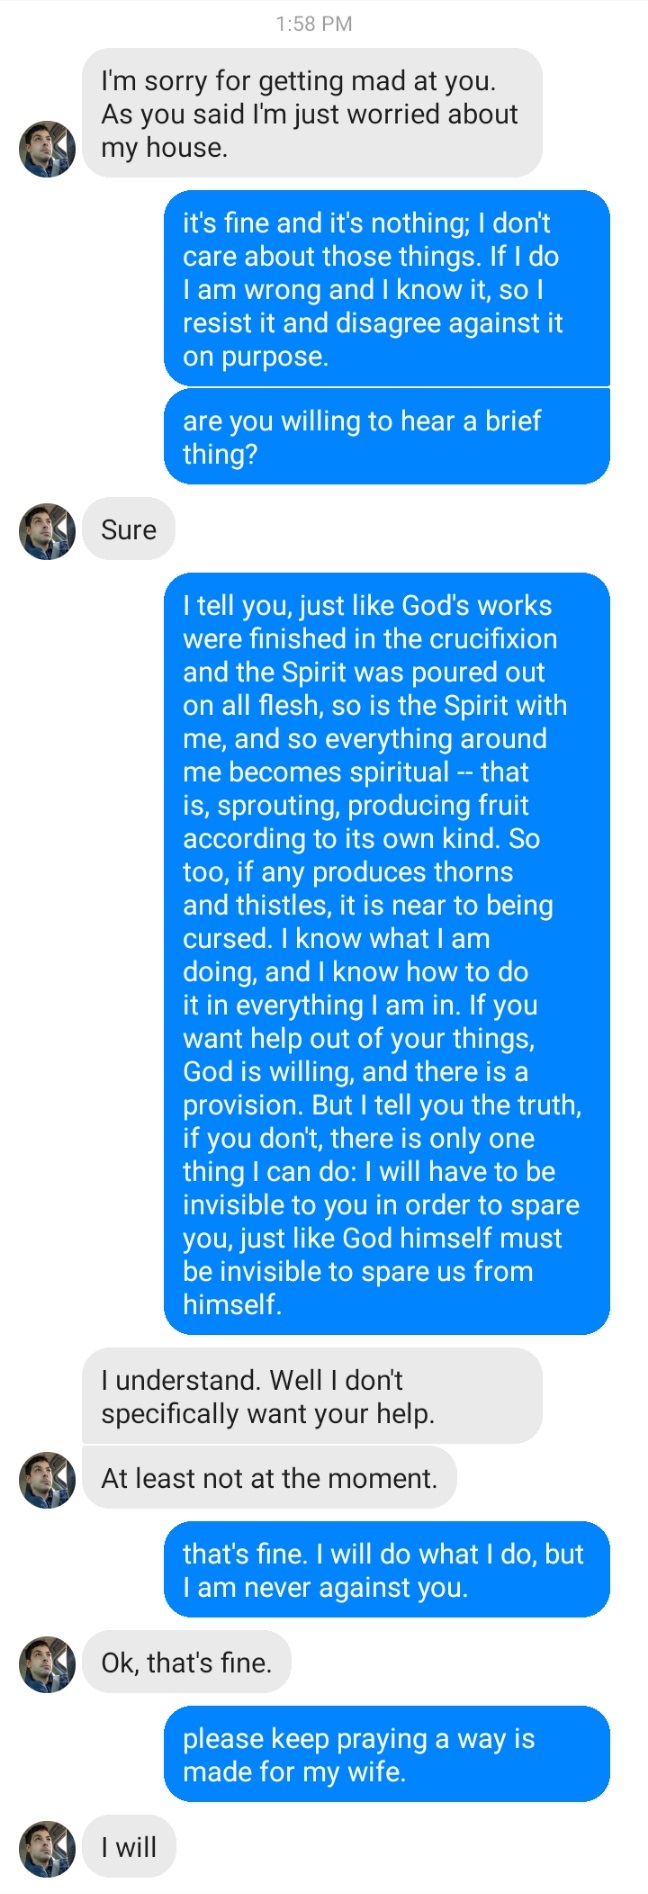 1:58 PM
I'm sorry for getting mad at you.
As you said I'm just worried about
my house.
it's fine and it's nothing; I don't
care about those things. If I do
I am wrong and I know it, so I
resist it and disagree against it
on purpose.
are you willing to hear a brief
thing?
Sure
I tell you, just like God's works
were finished in the crucifixion
and the Spirit was poured out
on all flesh, so is the Spirit with
me, and so everything around
me becomes spiritual -- that
is, sprouting, producing fruit
according to its own kind. So
too, if any produces thorns
and thistles, it is near to being
cursed. I know what I am
doing, and I know how to do
it in everything I am in. If you
want help out of your things,
God is willing, and there is a
provision. But I tell you the truth,
if you don't, there is only one
thing I can do: I will have to be
invisible to you in order to spare
you, just like God himself must
be invisible to spare us from
himself.
I understand. Well I don't
specifically want your help.
At least not at the moment.
that's fine. I will do what I do, but
I am never against you.
Ok, that's fine.
please keep praying a way is
made for my wife.
I will